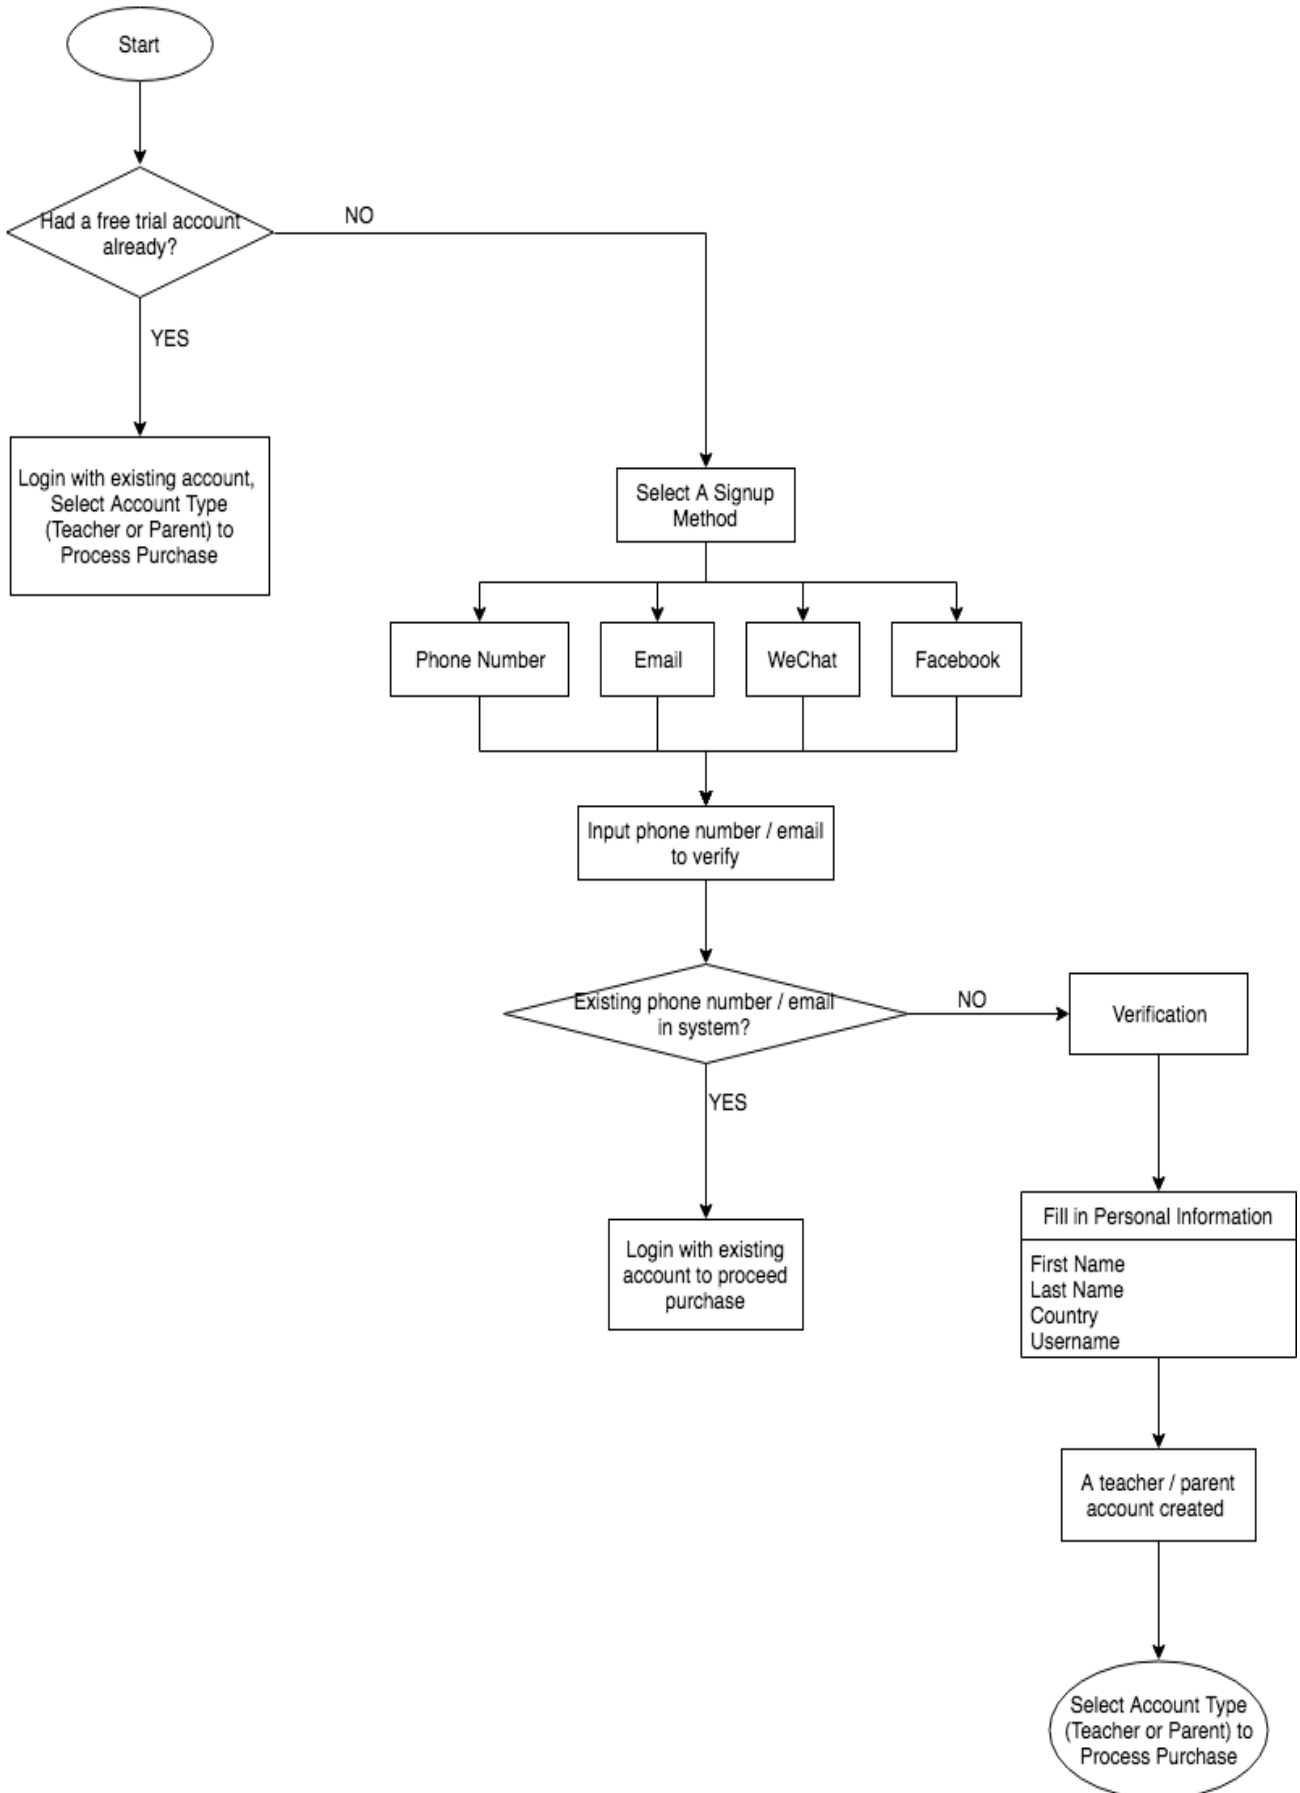 Start
Had a free trial account
already?
NO
YES
Login with existing account,
Select Account Type
(Teacher or Parent) to
Process Purchase
Select A Signup
Method
Phone Number
Email
WeChat
Facebook
Input phone number / email
to verify
Existing phone number / email
in system?
NO
Verification
YES
Login with existing
account to proceed
purchase
Fill in Personal Information
First Name
Last Name
Country
Username
A teacher / parent
account created
Select Account Type
(Teacher or Parent) to
Process Purchase